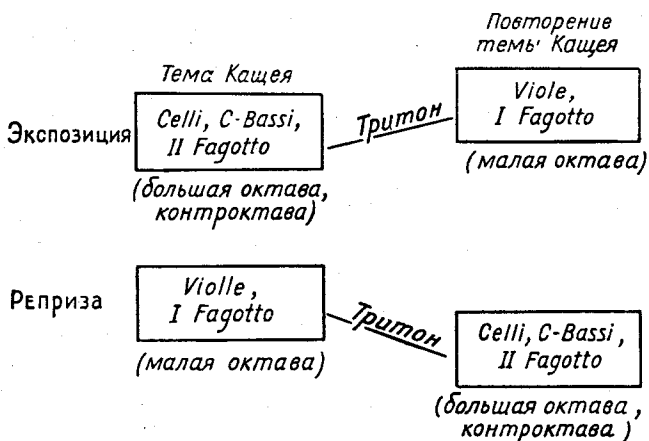 Повторение
темы Кащея
Тема Кащея
Viole,
I Fagotto
Celli, C-Bassi,
II Fagotto
Тритон
Экспозиция
(малая октава)
(большая октава,
контроктава)
Реприза
Violle,
I Fagotto
Тритон
(малая октава)
Celli, C-Bassi,
II Fagotto
(большая октава,
контроктава)